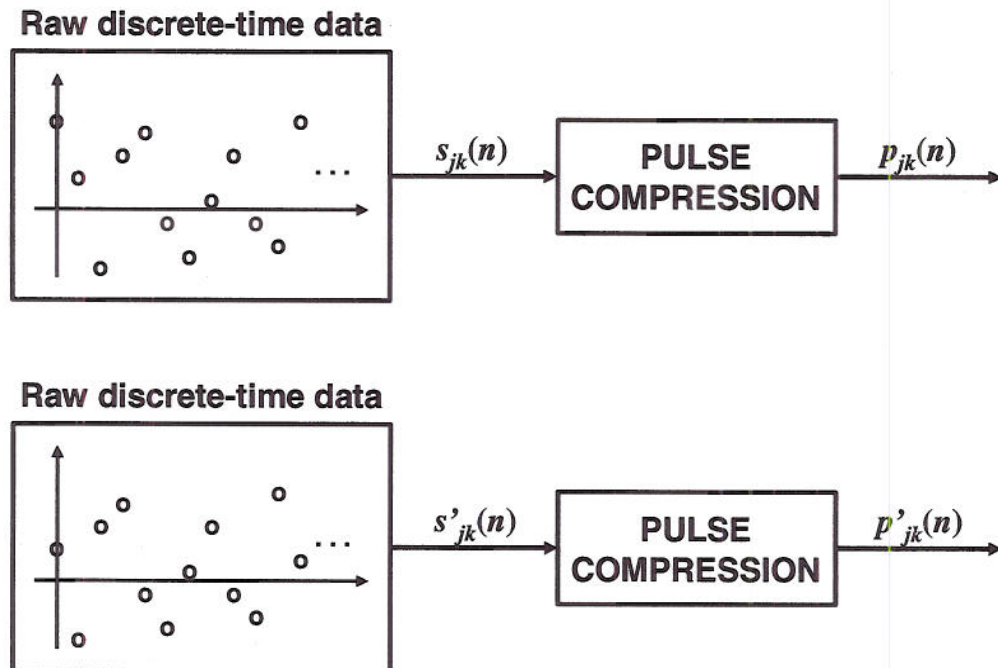 Raw discrete-time data
...
s_jk(n)
PULSE
COMPRESSION
p_jk(n)
Raw discrete-time data
...
s'_jk(n)
PULSE
COMPRESSION
p'_jk(n)